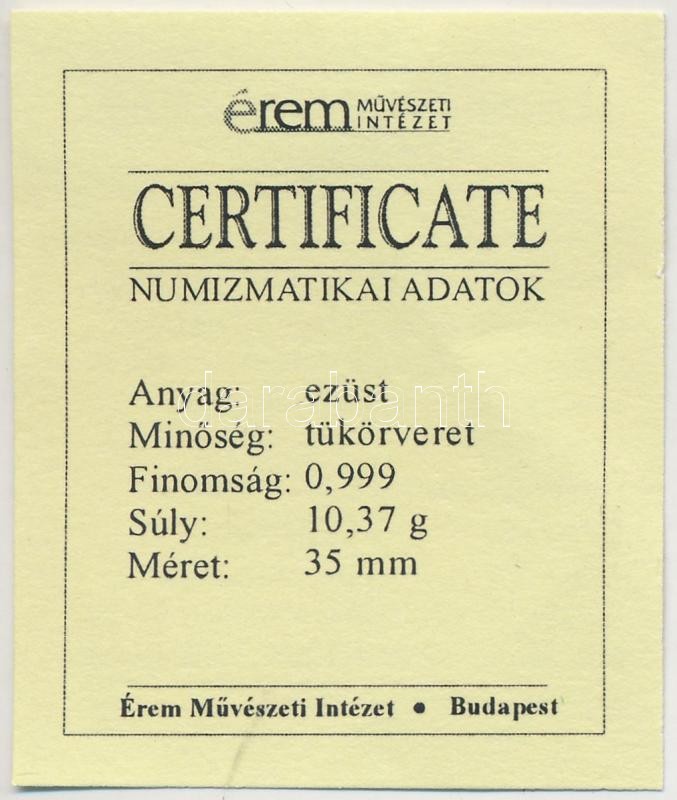 érem MŰVÉSZETI
INTÉZET
CERTIFICATE
NUMIZMATIKAI ADATOK
Anyag: ezüst
Minőség: tükörveret
Finomság: 0,999
Súly: 10,37 g
Méret: 35 mm
darabanth
Érem Művészeti Intézet • Budapest